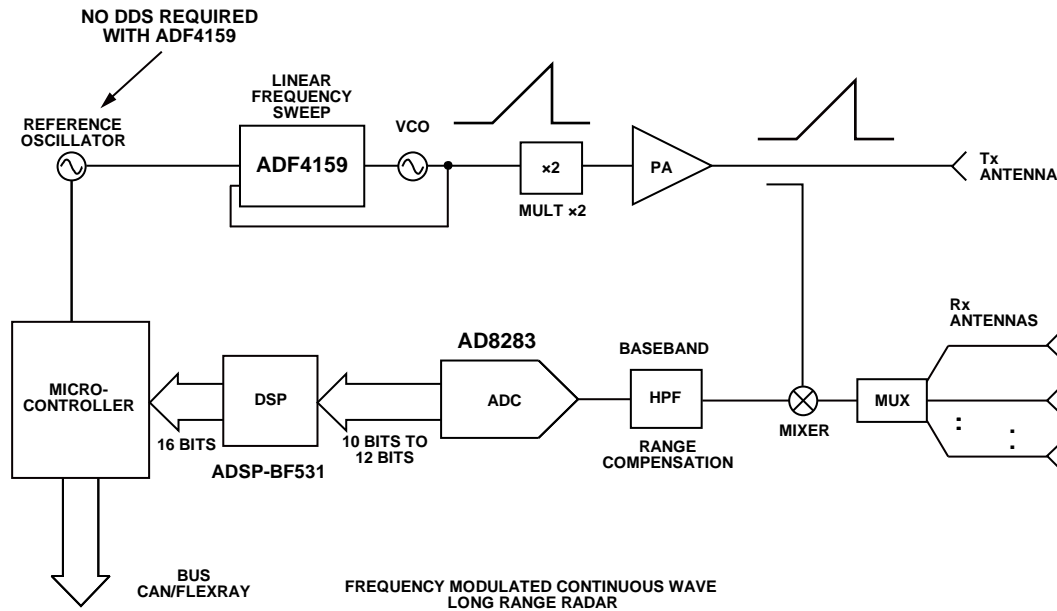 NO DDS REQUIRED
WITH ADF4159
LINEAR
FREQUENCY
SWEEP
REFERENCE
OSCILLATOR
VCO
ADF4159
×2
PA
MULT ×2
Tx
ANTENNA
Rx
ANTENNAS
AD8283
BASEBAND
MICRO-
CONTROLLER
DSP
ADC
HPF
MUX
MIXER
16 BITS
10 BITS TO
12 BITS
RANGE
COMPENSATION
ADSP-BF531
BUS
CAN/FLEXRAY
FREQUENCY MODULATED CONTINUOUS WAVE
LONG RANGE RADAR